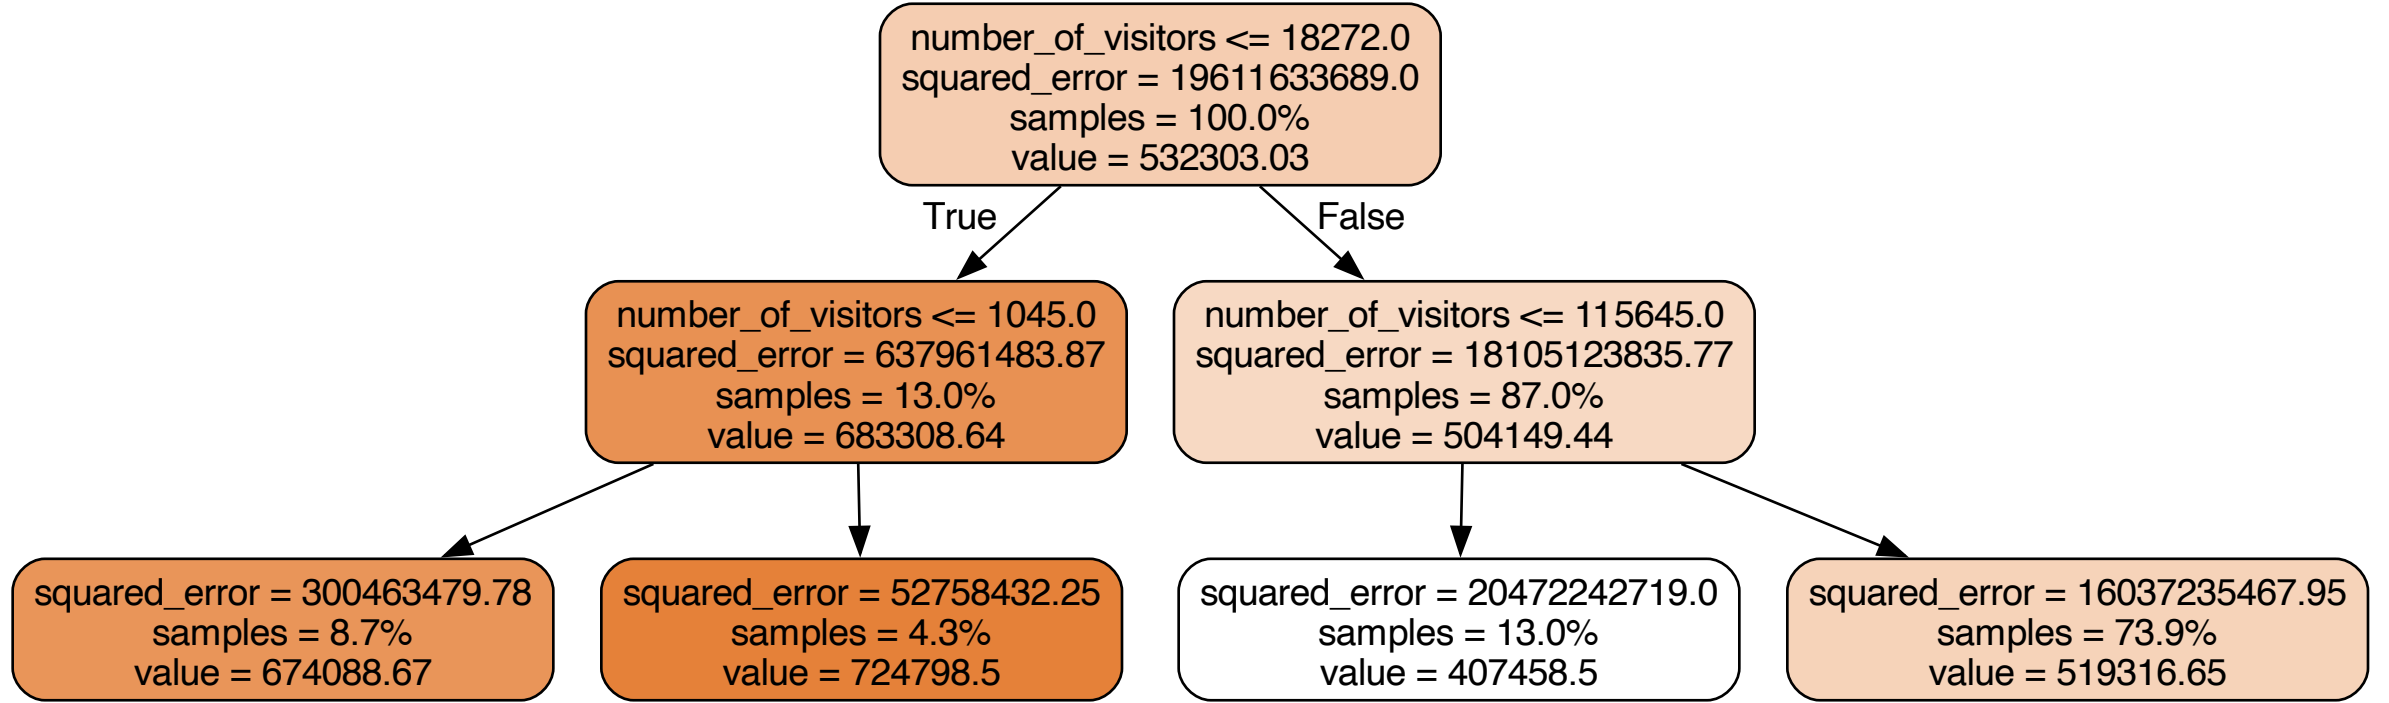 number_of_visitors <= 18272.0
squared_error = 19611633689.0
samples = 100.0%
value = 532303.03
True
False
number_of_visitors <= 1045.0
squared_error = 637961483.87
samples = 13.0%
value = 683308.64
number_of_visitors <= 115645.0
squared_error = 18105123835.77
samples = 87.0%
value = 504149.44
squared_error = 300463479.78
samples = 8.7%
value = 674088.67
squared_error = 52758432.25
samples = 4.3%
value = 724798.5
squared_error = 20472242719.0
samples = 13.0%
value = 407458.5
squared_error = 16037235467.95
samples = 73.9%
value = 519316.65